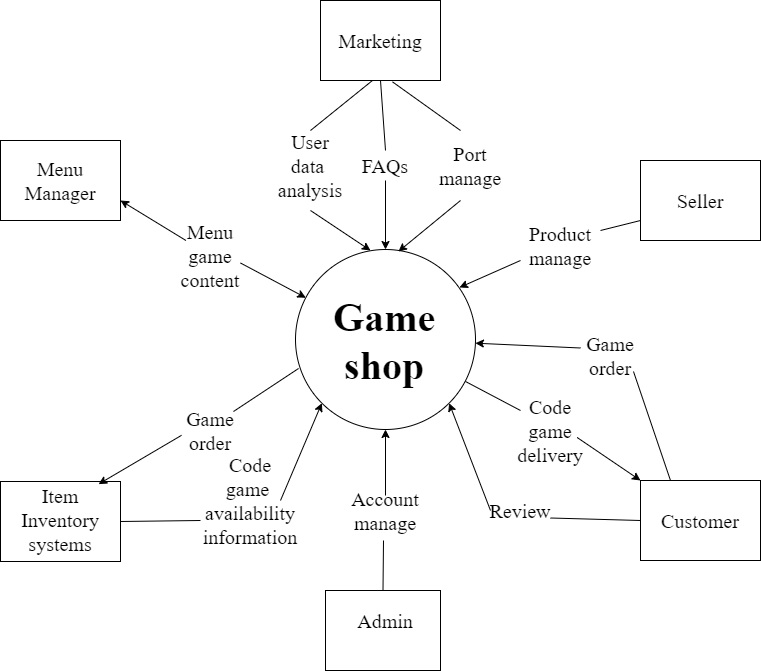 Marketing
User
data
analysis
FAQs
Port
manage
Menu
Manager
Seller
Menu
game
content
Product
manage
Game
shop
Game
order
Game
order
Code
game
delivery
Code
game
availability
information
Account
manage
Review
Item
Inventory
systems
Customer
Admin